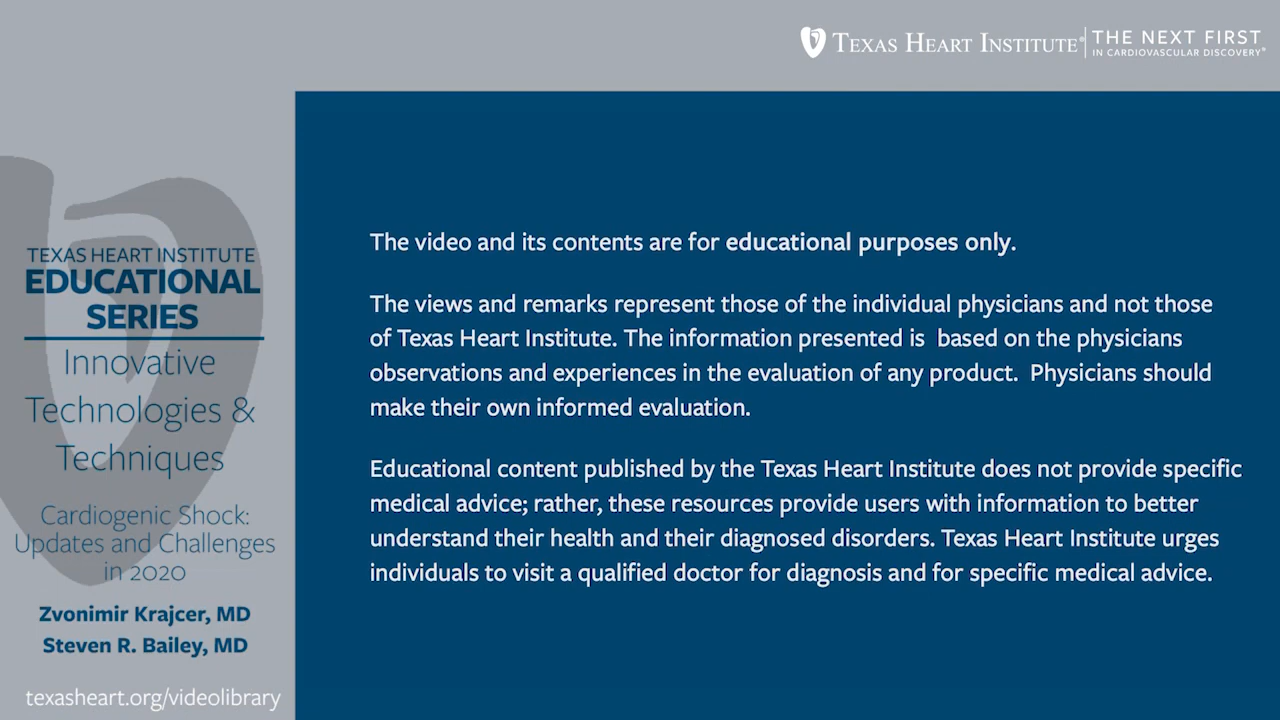 TEXAS HEART INSTITUTE® THE NEXT FIRST
IN CARDIOVASCULAR DISCOVERY®
TEXAS HEART INSTITUTE
EDUCATIONAL
SERIES
Innovative
Technologies &
Techniques
Cardiogenic Shock:
Updates and Challenges
in 2020
Zvonimir Krajcer, MD
Steven R. Bailey, MD
texasheart.org/videolibrary
The video and its contents are for educational purposes only.
The views and remarks represent those of the individual physicians and not those
of Texas Heart Institute. The information presented is  based on the physicians
observations and experiences in the evaluation of any product.  Physicians should
make their own informed evaluation.
Educational content published by the Texas Heart Institute does not provide specific
medical advice; rather, these resources provide users with information to better
understand their health and their diagnosed disorders. Texas Heart Institute urges
individuals to visit a qualified doctor for diagnosis and for specific medical advice.